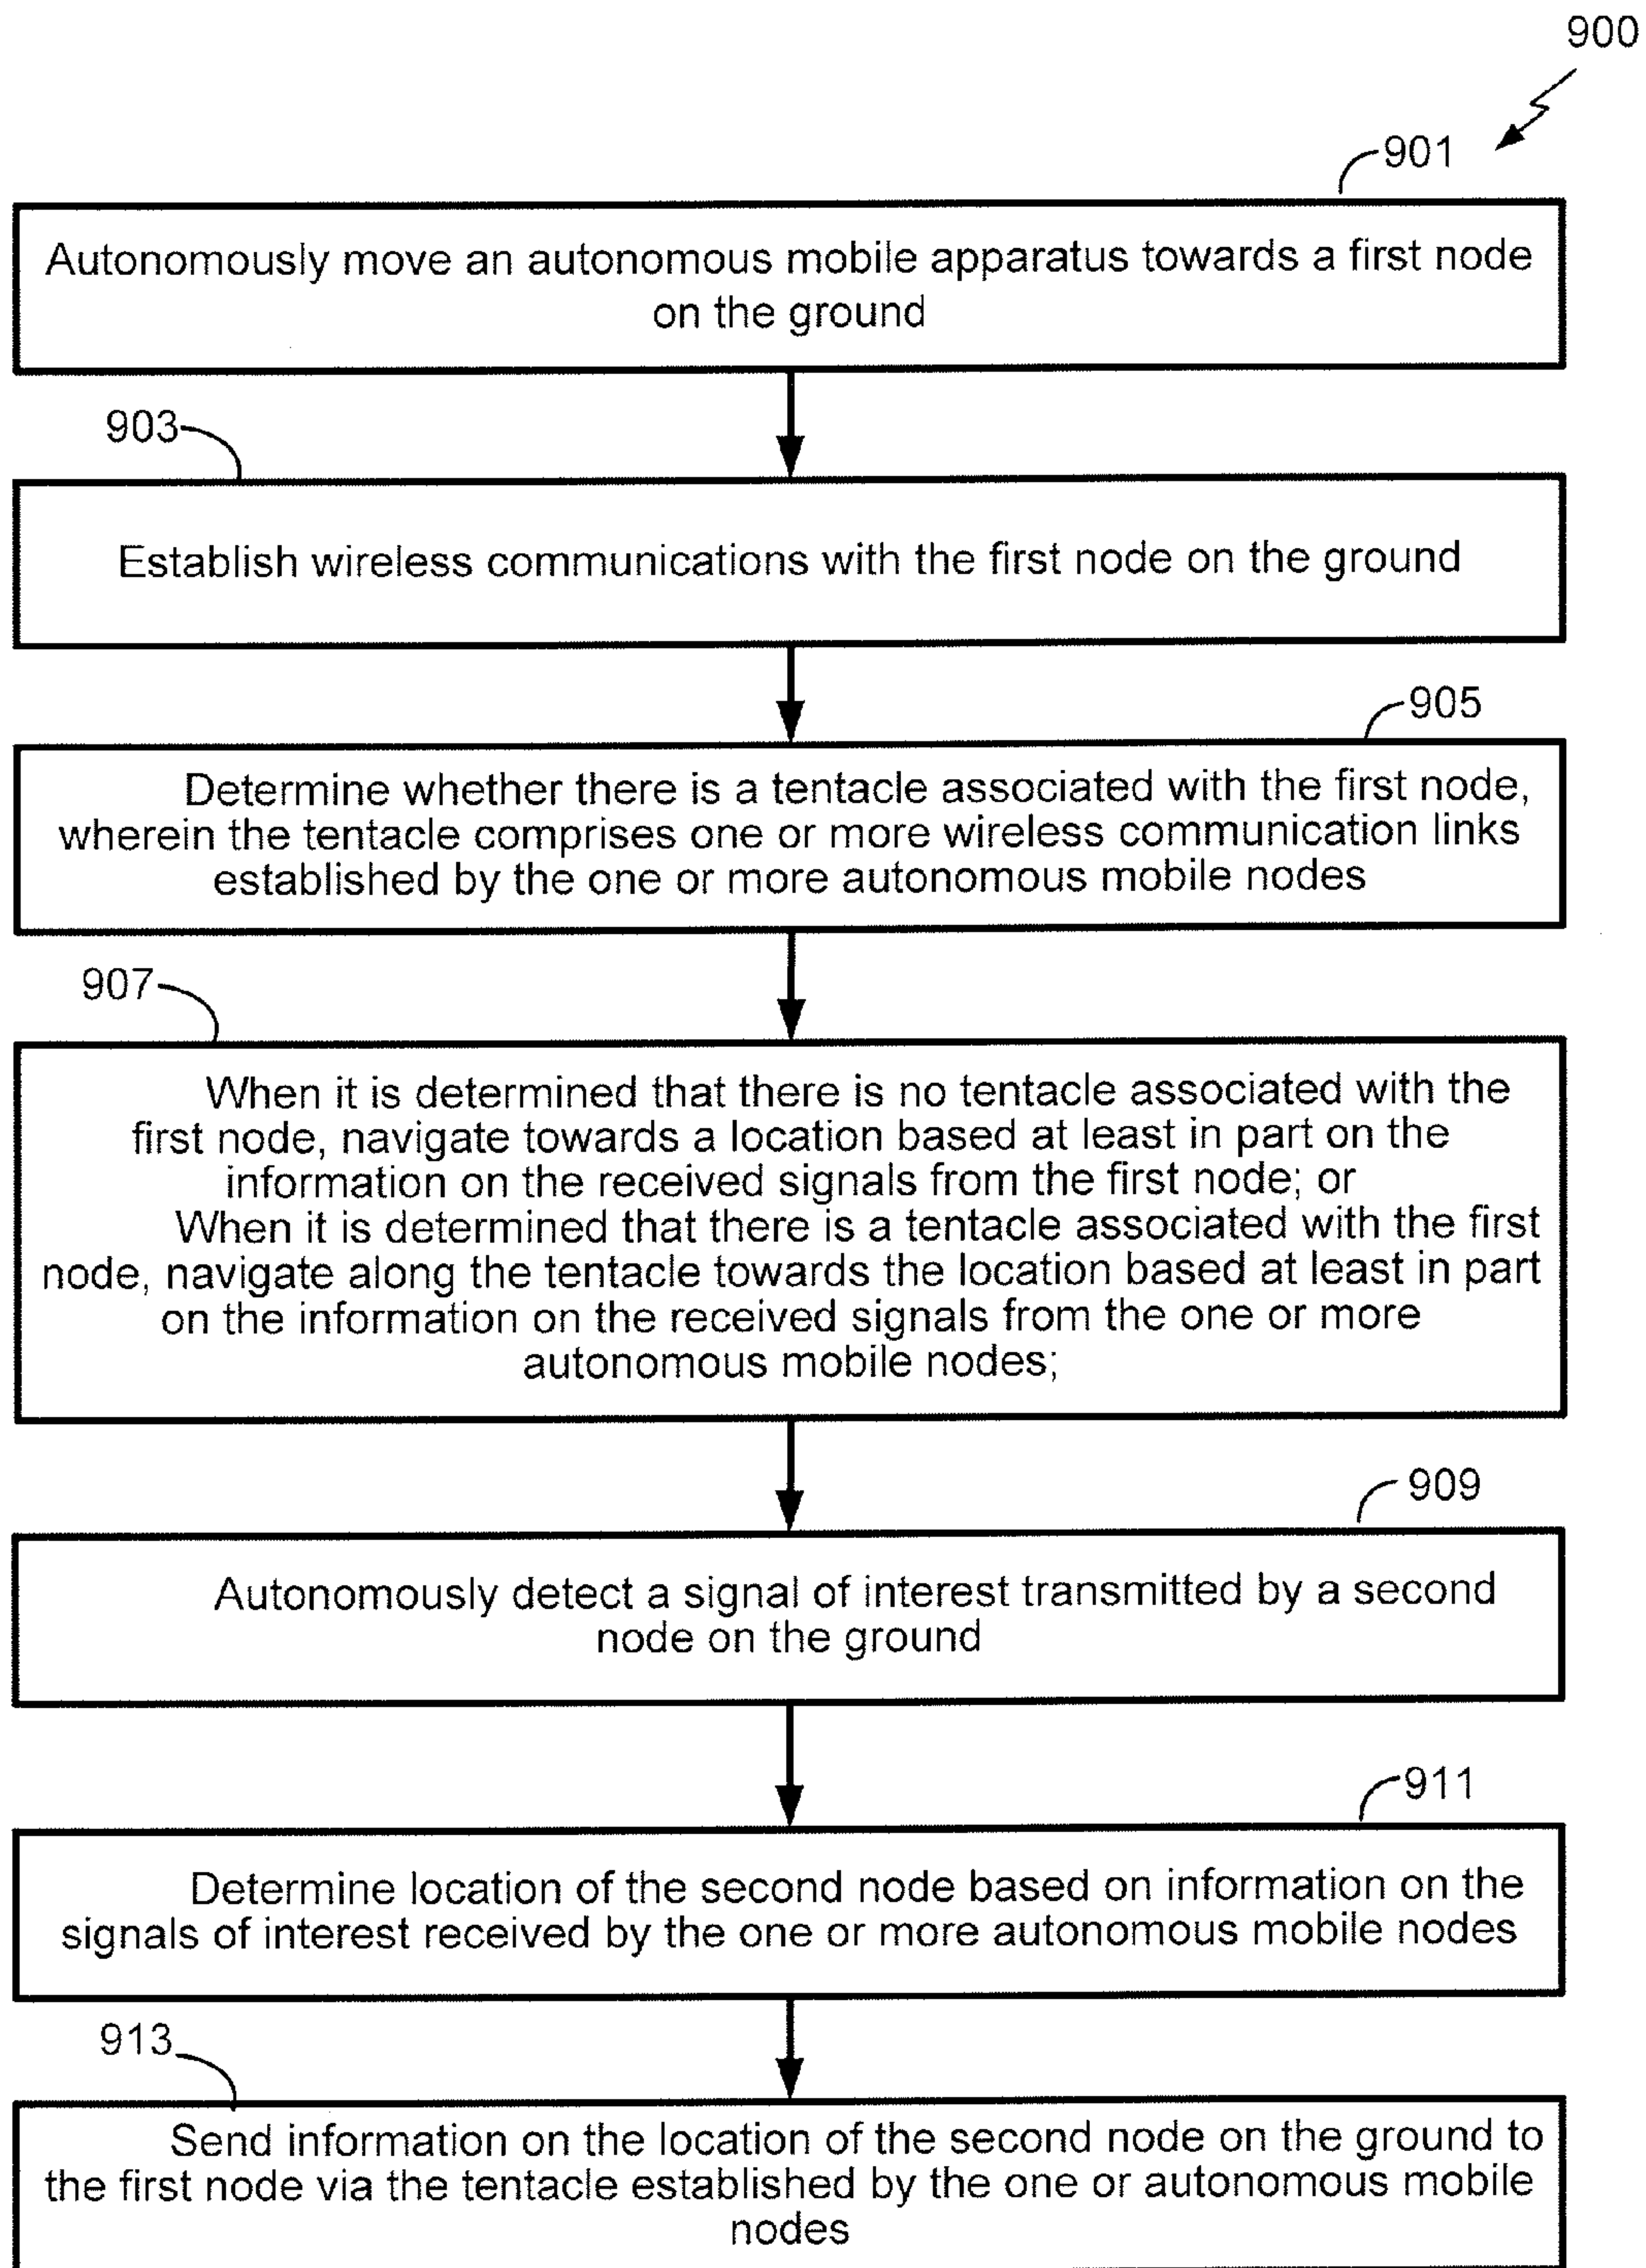 900
901
Autonomously move an autonomous mobile apparatus towards a first node
on the ground
903
Establish wireless communications with the first node on the ground
905
Determine whether there is a tentacle associated with the first node,
wherein the tentacle comprises one or more wireless communication links
established by the one or more autonomous mobile nodes
907
When it is determined that there is no tentacle associated with the
first node, navigate towards a location based at least in part on the
information on the received signals from the first node; or
When it is determined that there is a tentacle associated with the first
node, navigate along the tentacle towards the location based at least in part
on the information on the received signals from the one or more
autonomous mobile nodes;
909
Autonomously detect a signal of interest transmitted by a second
node on the ground
911
Determine location of the second node based on information on the
signals of interest received by the one or more autonomous mobile nodes
913
Send information on the location of the second node on the ground to
the first node via the tentacle established by the one or autonomous mobile
nodes